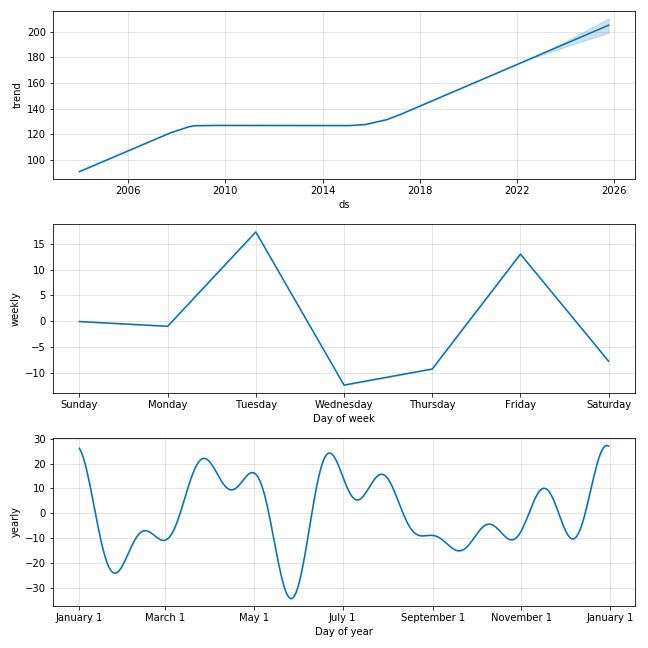 200
180
160
140
120
100
trend
2006
2010
2014
2018
2022
2026
ds
15
10
5
0
−5
−10
weekly
Sunday
Monday
Tuesday
Wednesday
Thursday
Friday
Saturday
Day of week
30
20
10
0
−10
−20
−30
yearly
January 1
March 1
May 1
July 1
September 1
November 1
January 1
Day of year